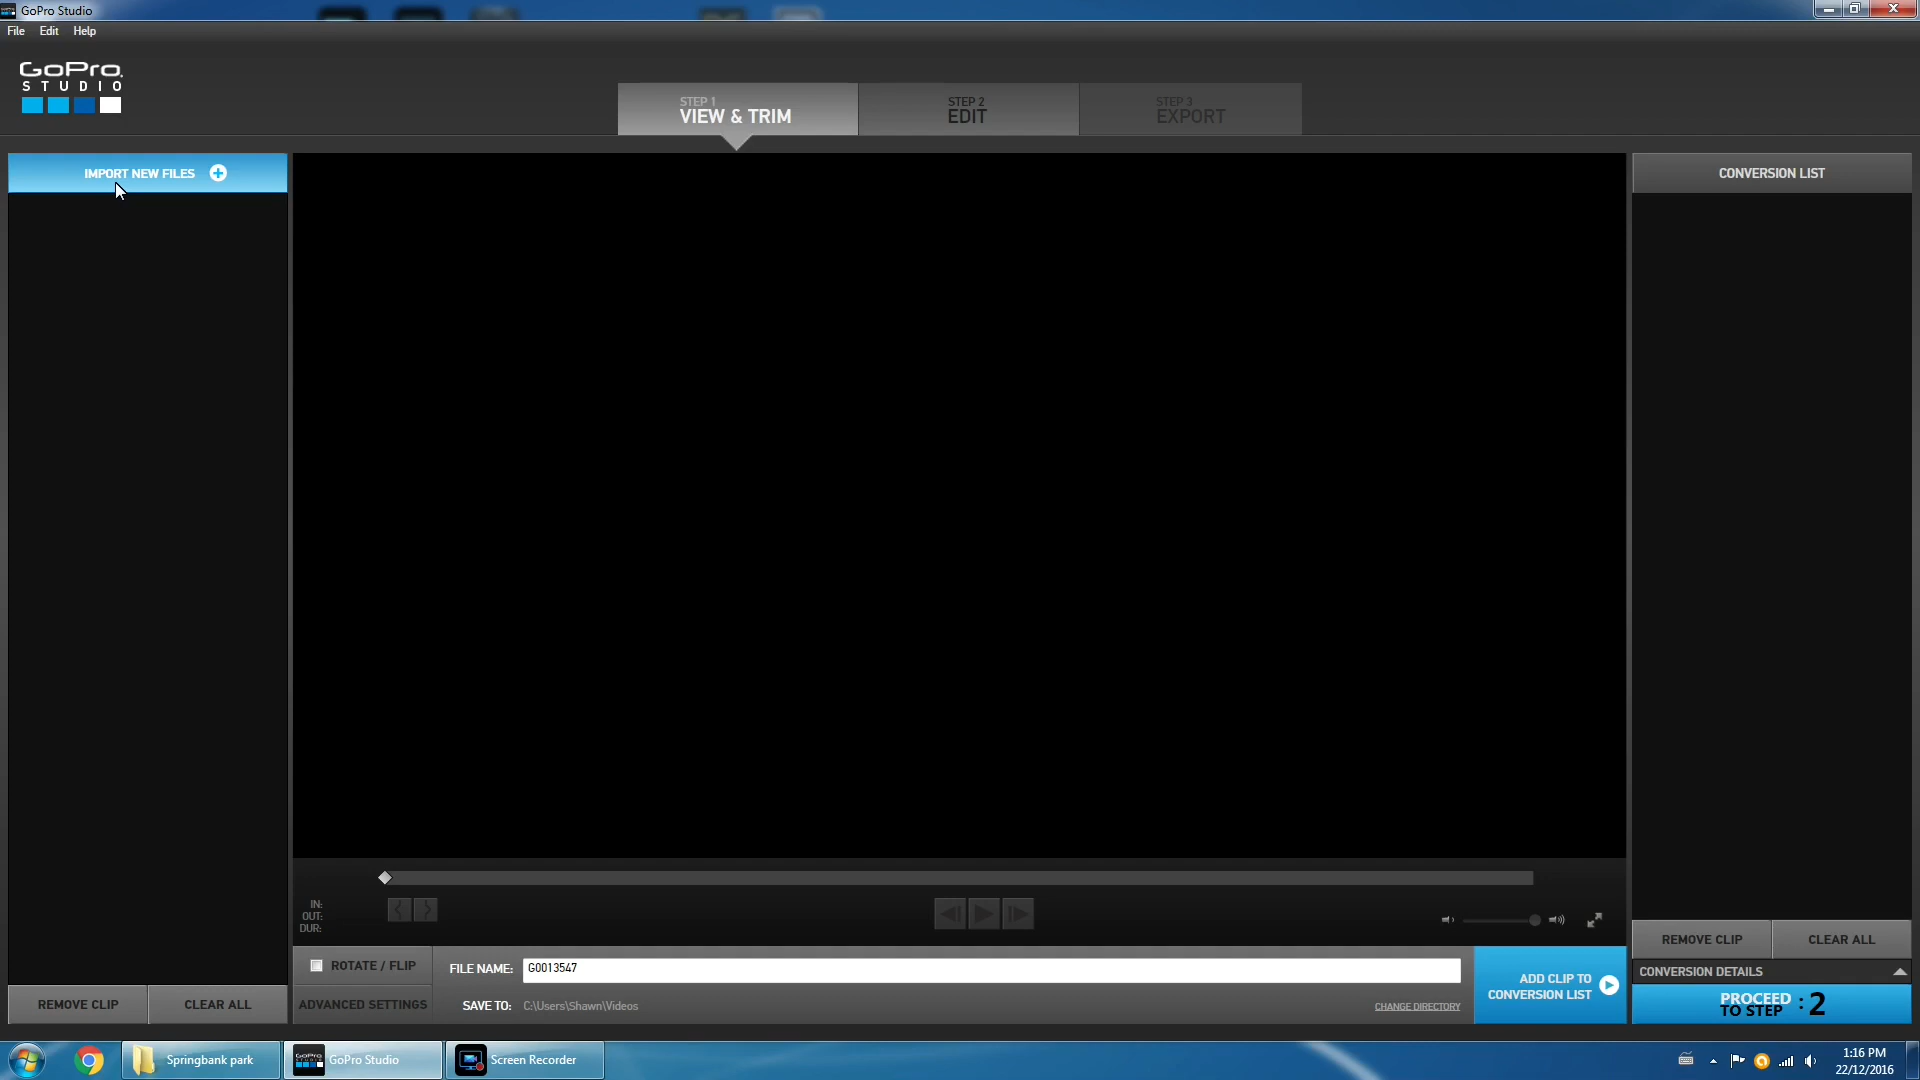 GoPro Studio
File Edit Help
GoPro
STUDIO
STEP 1
VIEW & TRIM
STEP 2
EDIT
STEP 3
EXPORT
IMPORT NEW FILES
CONVERSION LIST
IN:
OUT:
DUR:
ROTATE / FLIP
ADVANCED SETTINGS
FILE NAME: G0013547
SAVE TO: C:\Users\Shawn\Videos
CHANGE DIRECTORY
ADD CLIP TO
CONVERSION LIST
REMOVE CLIP CLEAR ALL
REMOVE CLIP CLEAR ALL
CONVERSION DETAILS
PROCEED
TO STEP : 2
Springbank park
GoPro Studio
Screen Recorder
1:16 PM
22/12/2016